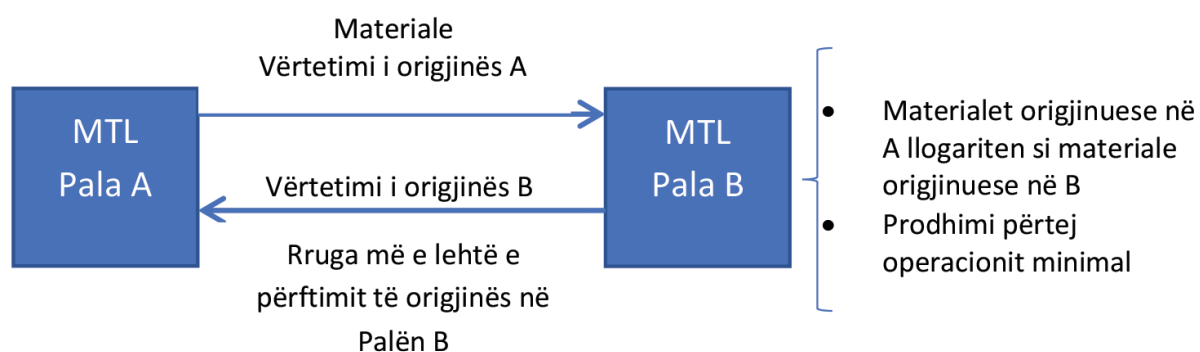 Materiale
Vërtetimi i origjinës A
MTL
Pala A
Vërtetimi i origjinës B
Rruga më e lehtë e
përftimit të origjinës në
Palën B
MTL
Pala B
• Materialet origjinuese në
A llogariten si materiale
origjinuese në B
• Prodhimi përtej
operacionit minimal